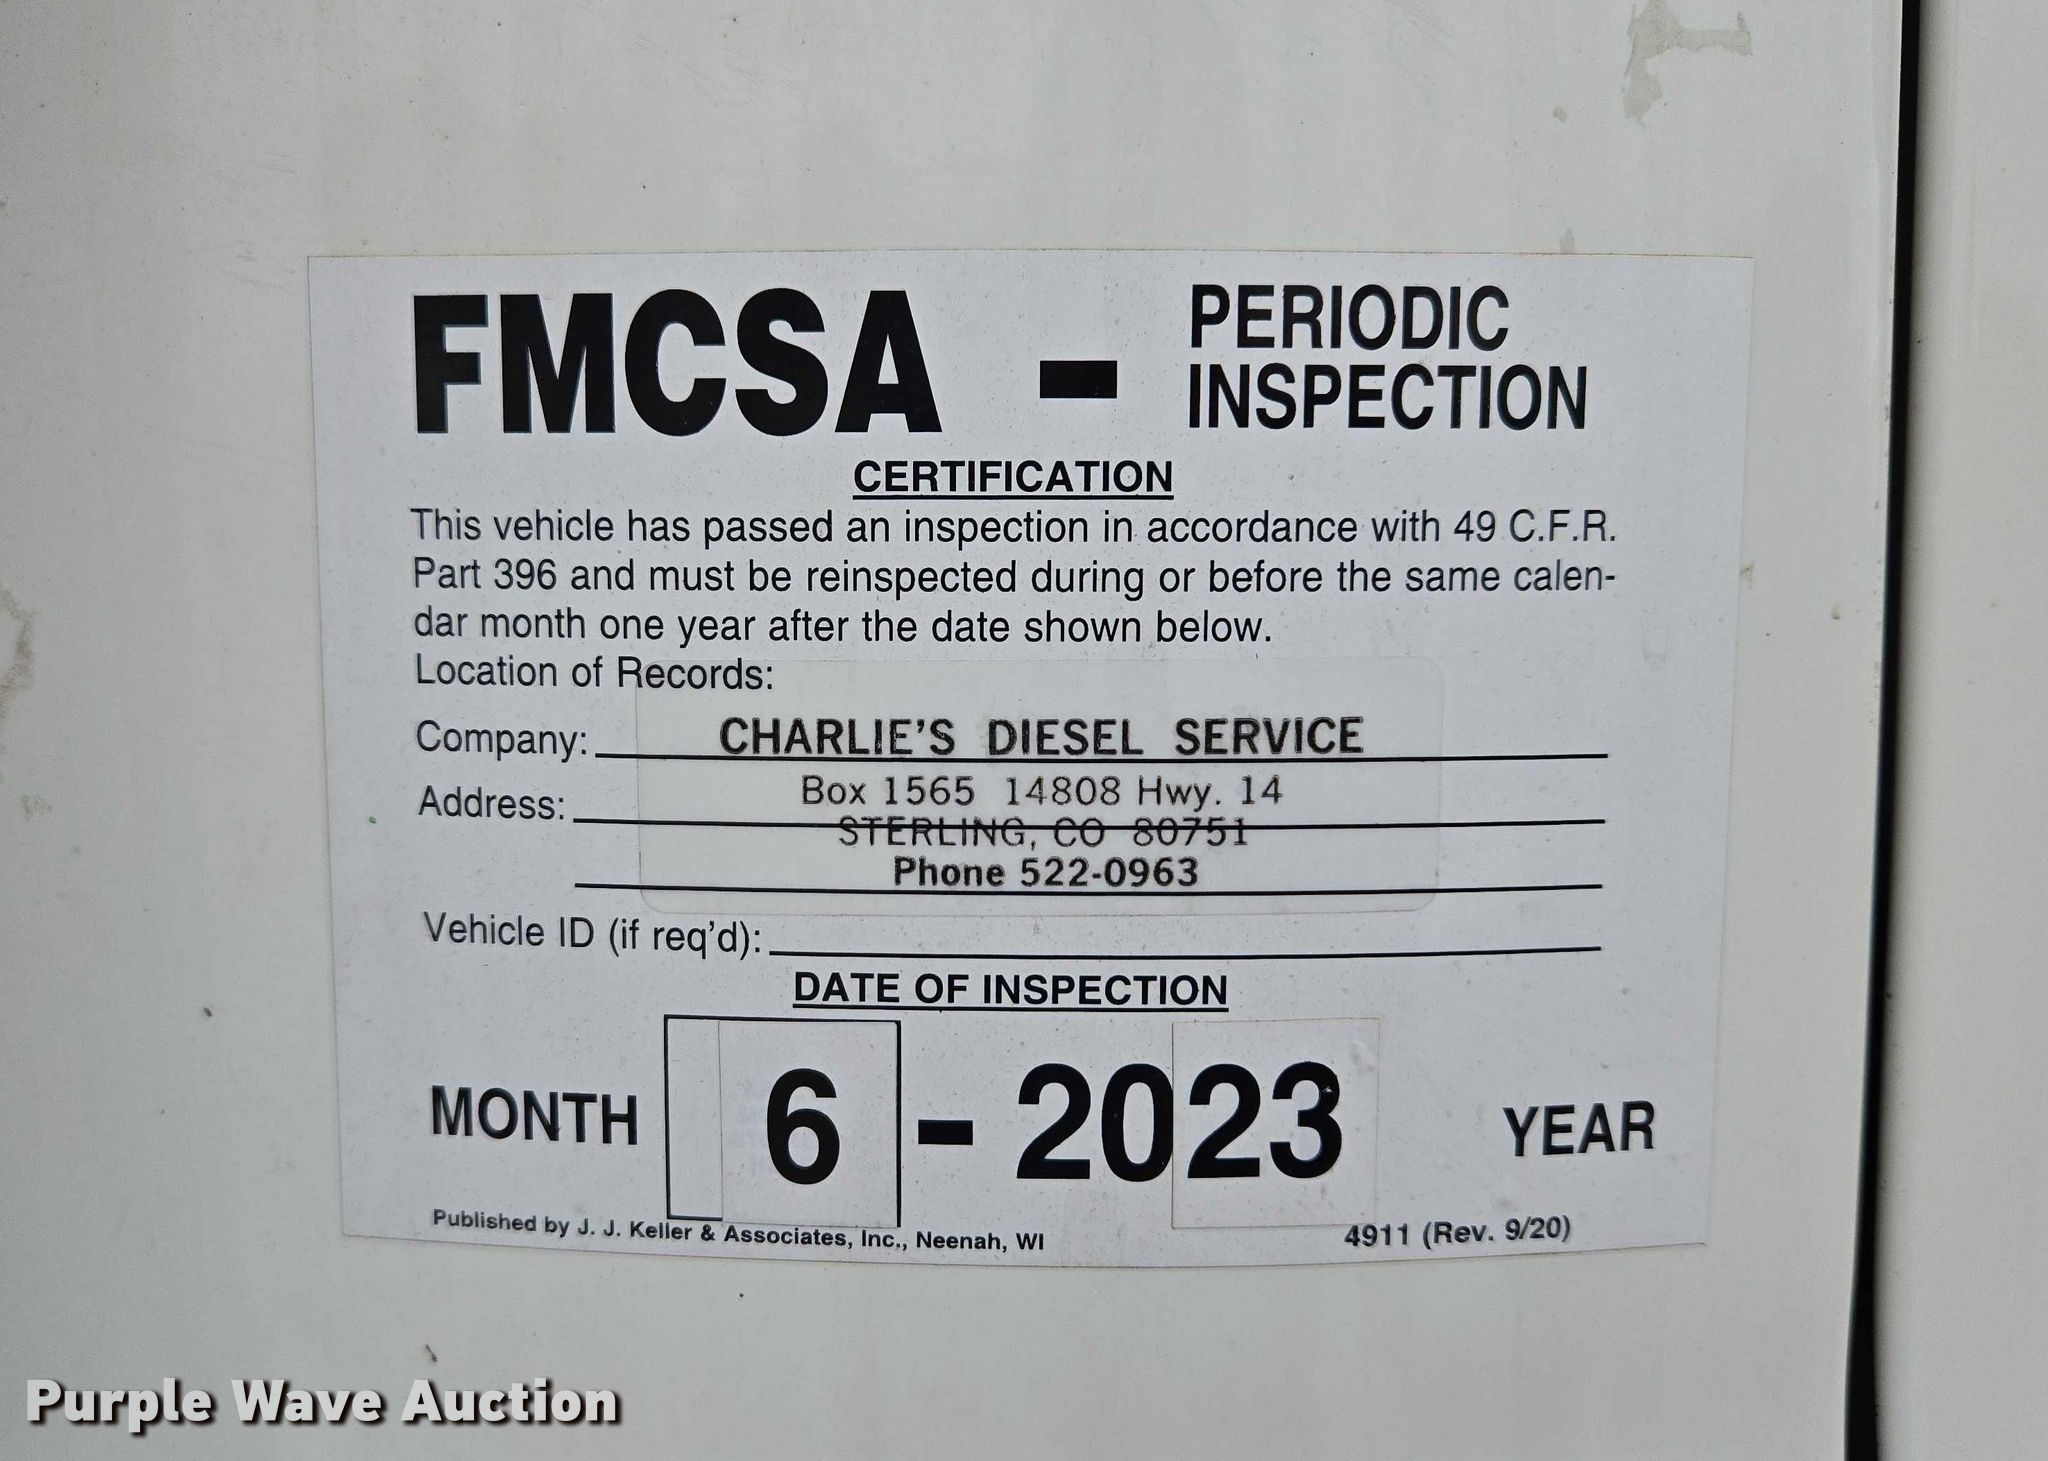 FMCSA - PERIODIC
INSPECTION
CERTIFICATION
This vehicle has passed an inspection in accordance with 49 C.F.R.
Part 396 and must be reinspected during or before the same calen-
dar month one year after the date shown below.
Location of Records:
Company: CHARLIE'S DIESEL SERVICE
Address: Box 1565 14808 Hwy. 14
STERLING, CO 80751
Phone 522-0963
Vehicle ID (if req'd):
DATE OF INSPECTION
MONTH 6 - 2023 YEAR
Published by J. J. Keller & Associates, Inc., Neenah, WI 4911 (Rev. 9/20)
Purple Wave Auction